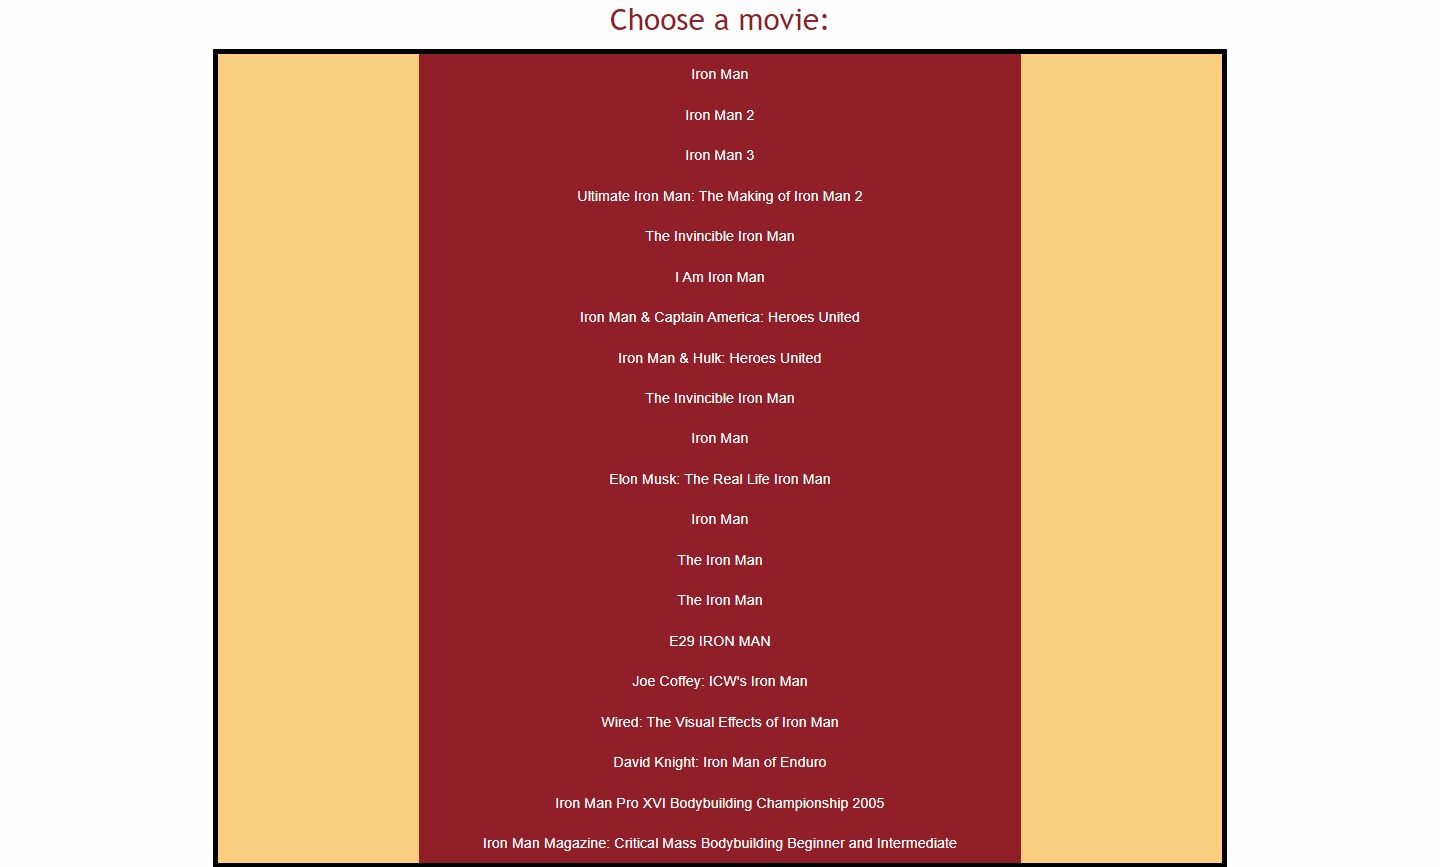 Choose a movie:
Iron Man
Iron Man 2
Iron Man 3
Ultimate Iron Man: The Making of Iron Man 2
The Invincible Iron Man
I Am Iron Man
Iron Man & Captain America: Heroes United
Iron Man & Hulk: Heroes United
The Invincible Iron Man
Iron Man
Elon Musk: The Real Life Iron Man
Iron Man
The Iron Man
The Iron Man
E29 IRON MAN
Joe Coffey: ICW's Iron Man
Wired: The Visual Effects of Iron Man
David Knight: Iron Man of Enduro
Iron Man Pro XVI Bodybuilding Championship 2005
Iron Man Magazine: Critical Mass Bodybuilding Beginner and Intermediate